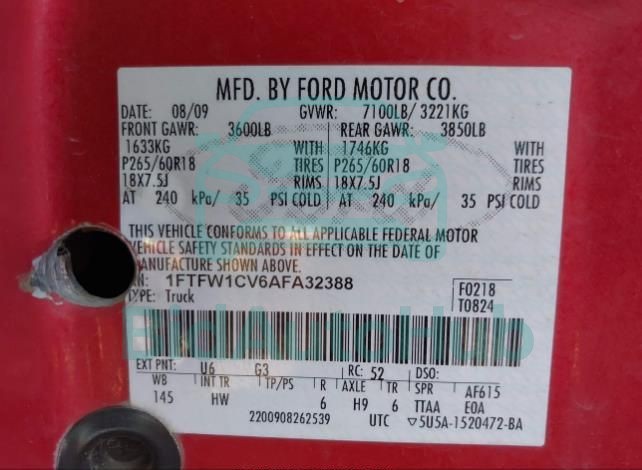 MFD. BY FORD MOTOR CO.
DATE: 08/09 GVWR: 7100LB/ 3221KG
FRONT GAWR: 3600LB REAR GAWR: 3850LB
1633KG WITH 1746KG WITH
P265/60R18 TIRES P265/60R18 TIRES
18X7.5J RIMS 18X7.5J RIMS
AT 240 kPa/ 35 PSI COLD AT 240 kPa/ 35 PSI COLD
THIS VEHICLE CONFORMS TO ALL APPLICABLE FEDERAL MOTOR
VEHICLE SAFETY STANDARDS IN EFFECT ON THE DATE OF
MANUFACTURE SHOWN ABOVE.
1FTFW1CV6AFA32388 F0218
TYPE: Truck T0824
BidAutoHub
EXT PNT: U6 G3 RC: 52 DSO:
WB INT TR TP/PS R AXLE TR SPR AF615
145 HW 6 H9 6 TTAA EOA
2200908262539 UTC ▽5U5A-1520472-BA